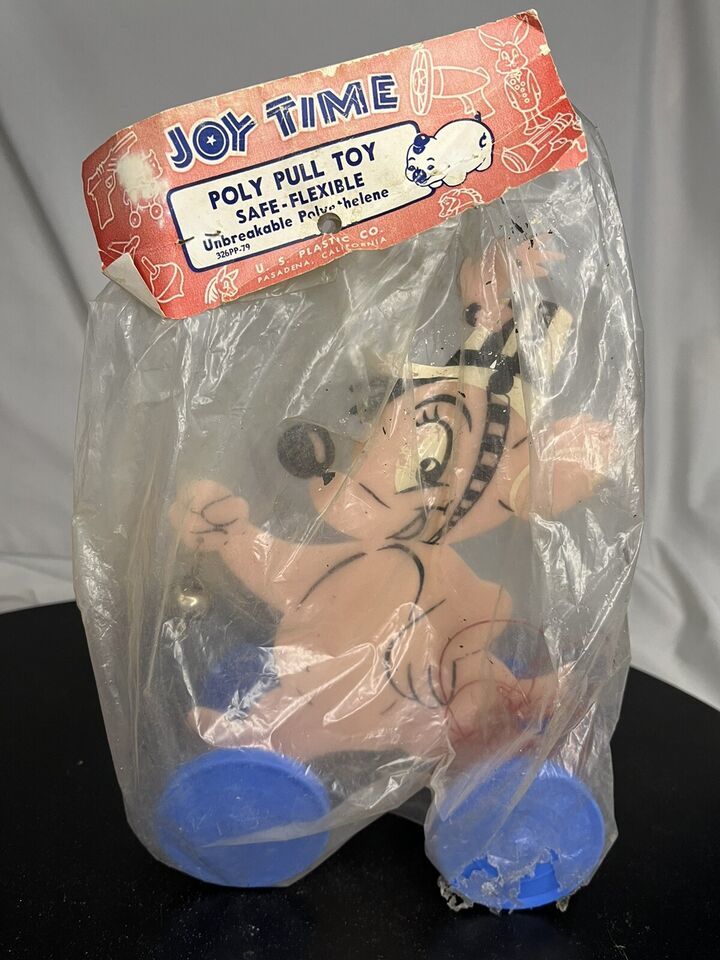 JOY TIME
POLY PULL TOY
SAFE-FLEXIBLE
Unbreakable Polyethelene
326PP-79
U. S. PLASTIC CO.
PASADENA, CALIFORNIA